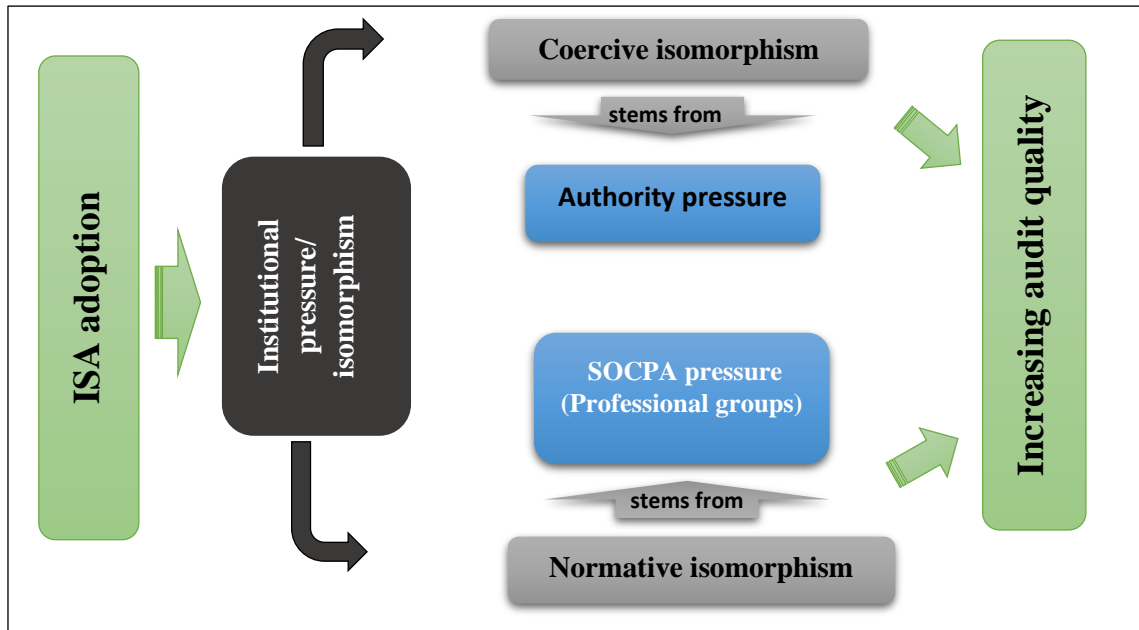 ISA adoption
Institutional
pressure/
isomorphism
Coercive isomorphism
stems from
Authority pressure
SOCPA pressure
(Professional groups)
stems from
Normative isomorphism
Increasing audit quality